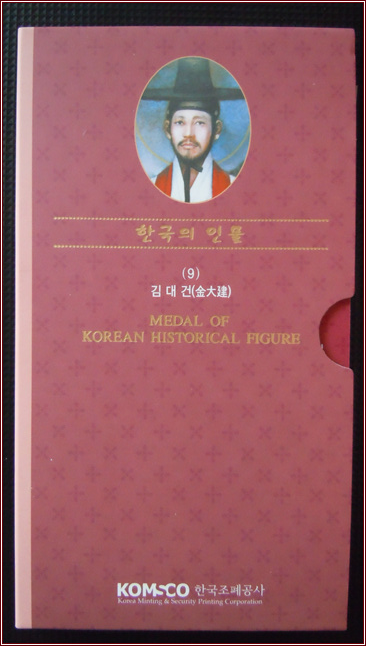 한국의 인물
(9)
김 대 건(金大建)
MEDAL OF
KOREAN HISTORICAL FIGURE
KOMSCO 한국조폐공사
Korea Minting & Security Printing Corporation